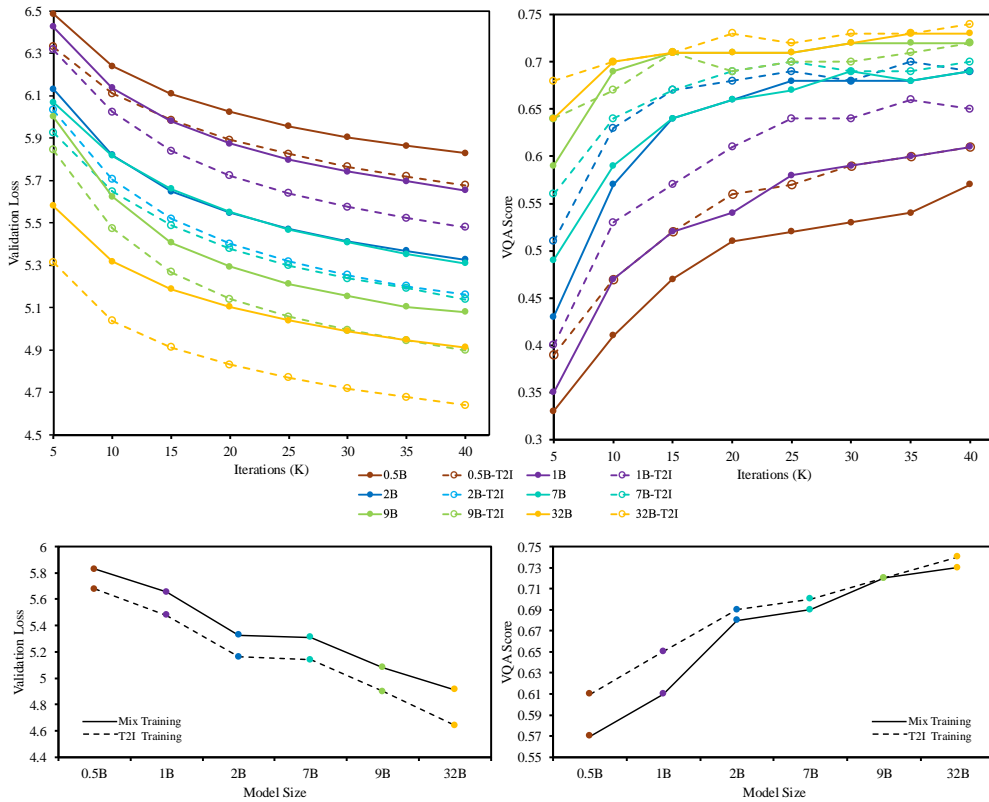 6.5
6.3
6.1
5.9
5.7
5.5
5.3
5.1
4.9
4.7
4.5
Validation Loss
5 10 15 20 25 30 35 40
Iterations (K)
0.75
0.7
0.65
0.6
0.55
0.5
0.45
0.4
0.35
0.3
VQA Score
5 10 15 20 25 30 35 40
Iterations (K)
0.5B 0.5B-T2I 1B 1B-T2I
2B 2B-T2I 7B 7B-T2I
9B 9B-T2I 32B 32B-T2I
6
5.8
5.6
5.4
5.2
5
4.8
4.6
4.4
Validation Loss
Mix Training
T2I Training
0.5B 1B 2B 7B 9B 32B
Model Size
0.75
0.73
0.71
0.69
0.67
0.65
0.63
0.61
0.59
0.57
0.55
VQA Score
Mix Training
T2I Training
0.5B 1B 2B 7B 9B 32B
Model Size